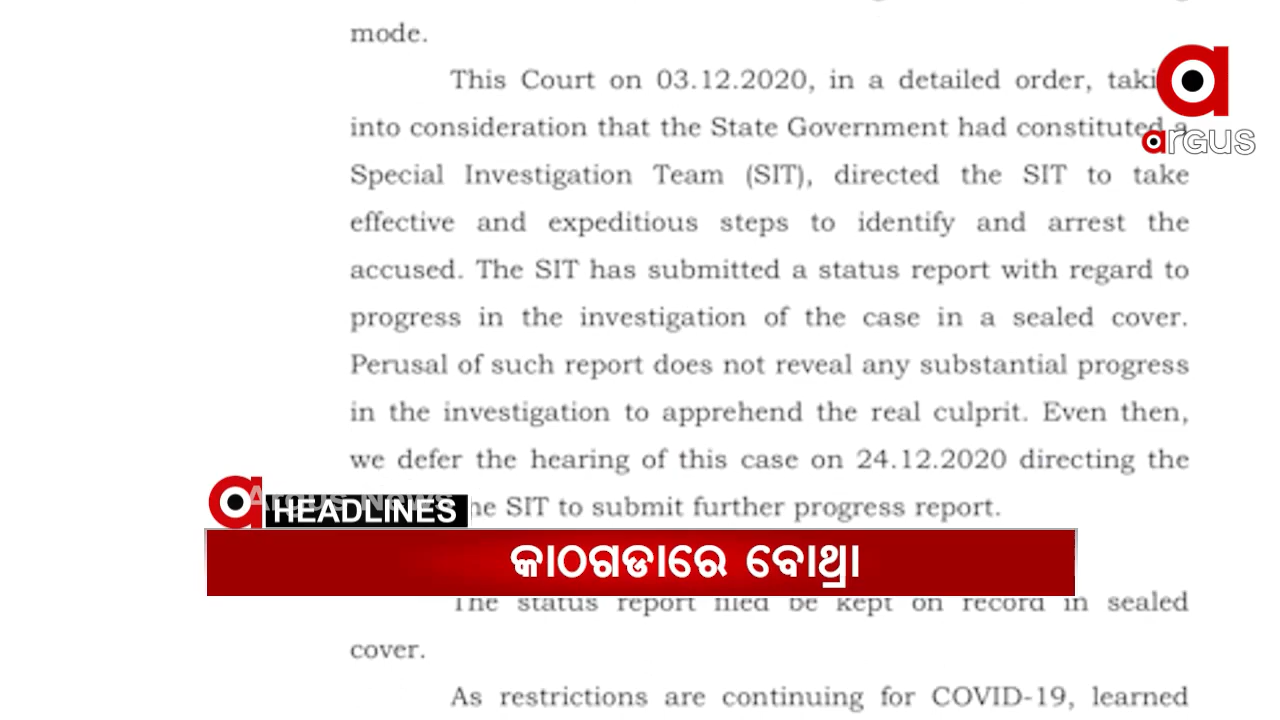 mode.
This Court on 03.12.2020, in a detailed order,
into consideration that the State Government had constituted a
Special Investigation Team (SIT), directed the SIT to take
effective and expeditious steps to identify and arrest the
accused. The SIT has submitted a status report with regard to
progress in the investigation of the case in a sealed cover.
Perusal of such report does not reveal any substantial progress
in the investigation to apprehend the real culprit. Even then,
we defer the hearing of this case on 24.12.2020 directing the
SIT to submit further progress report.
The status report filed be kept on record in sealed
cover.
As restrictions are continuing for COVID-19, learned
a
argus
Argus News
HEADLINES
କାଠଗଡାରେ ବୋଥ୍ରା